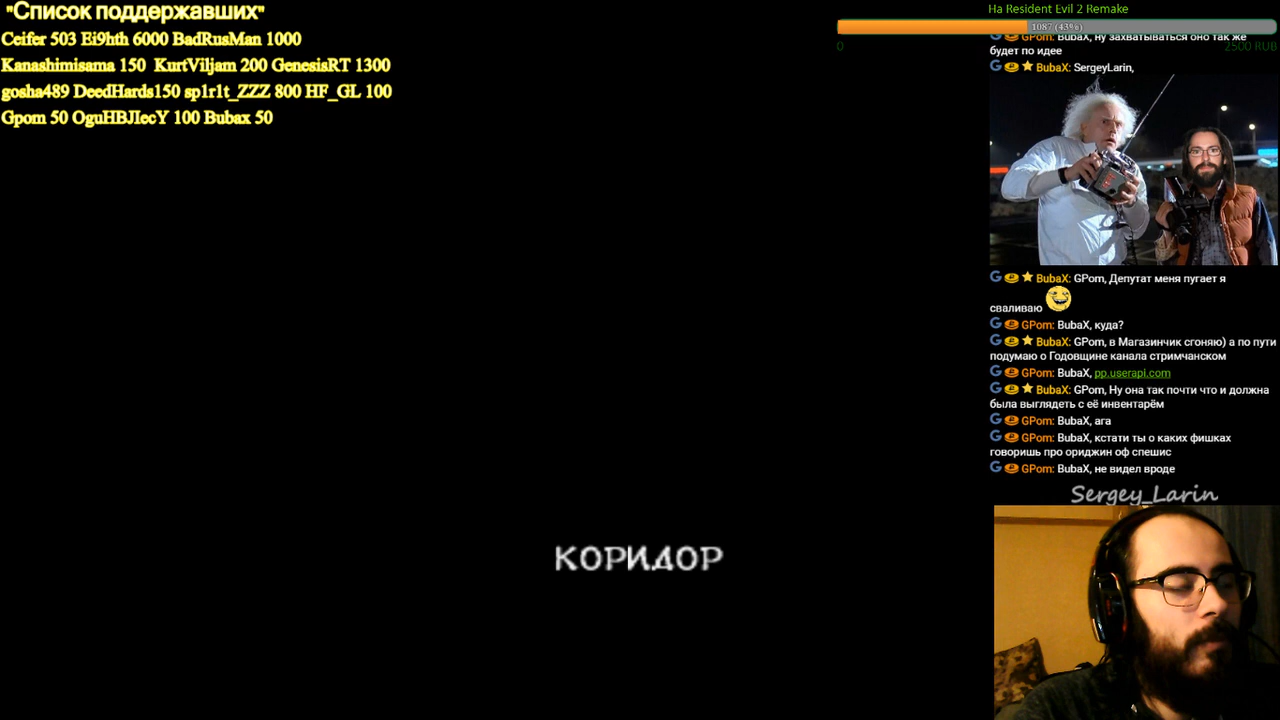 "Список поддержавших"
Ceifer 503 Ei9hth 6000 BadRusMan 1000
Kanashimisama 150 KurtViljam 200 GenesisRT 1300
gosha489 DeedHards150 sp1r1t_ZZZ 800 HF_GL 100
Gpom 50 OguHBJIecY 100 Bubax 50
На Resident Evil 2 Remake
1087 (43%)
0
2500 RUB
GPom: BubaX, ну захватываться оно так же
будет по идее
BubaX: SergeyLarin,
BubaX: GPom, Депутат меня пугает я
сваливаю
GPom: BubaX, куда?
BubaX: GPom, в Магазинчик сгоняю) а по пути
подумаю о Годовщине канала стримчанском
GPom: BubaX, pp.userapi.com
BubaX: GPom, Ну она так почти что и должна
была выглядеть с её инвентарём
GPom: BubaX, ага
GPom: BubaX, кстати ты о каких фишках
говоришь про ориджин оф спешис
GPom: BubaX, не видел вроде
Sergey_Larin
КОРИДОР